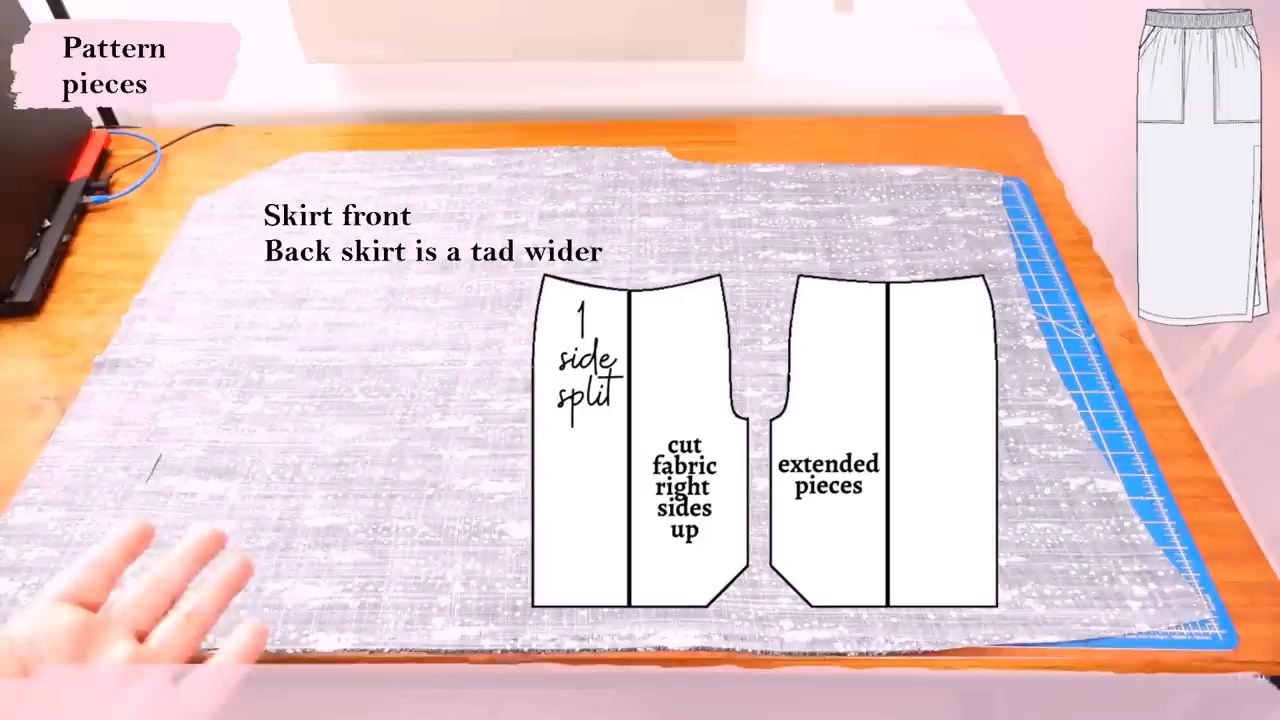 Pattern
pieces
Skirt front
Back skirt is a tad wider
1
side
split
cut
fabric
right
sides
up
extended
pieces